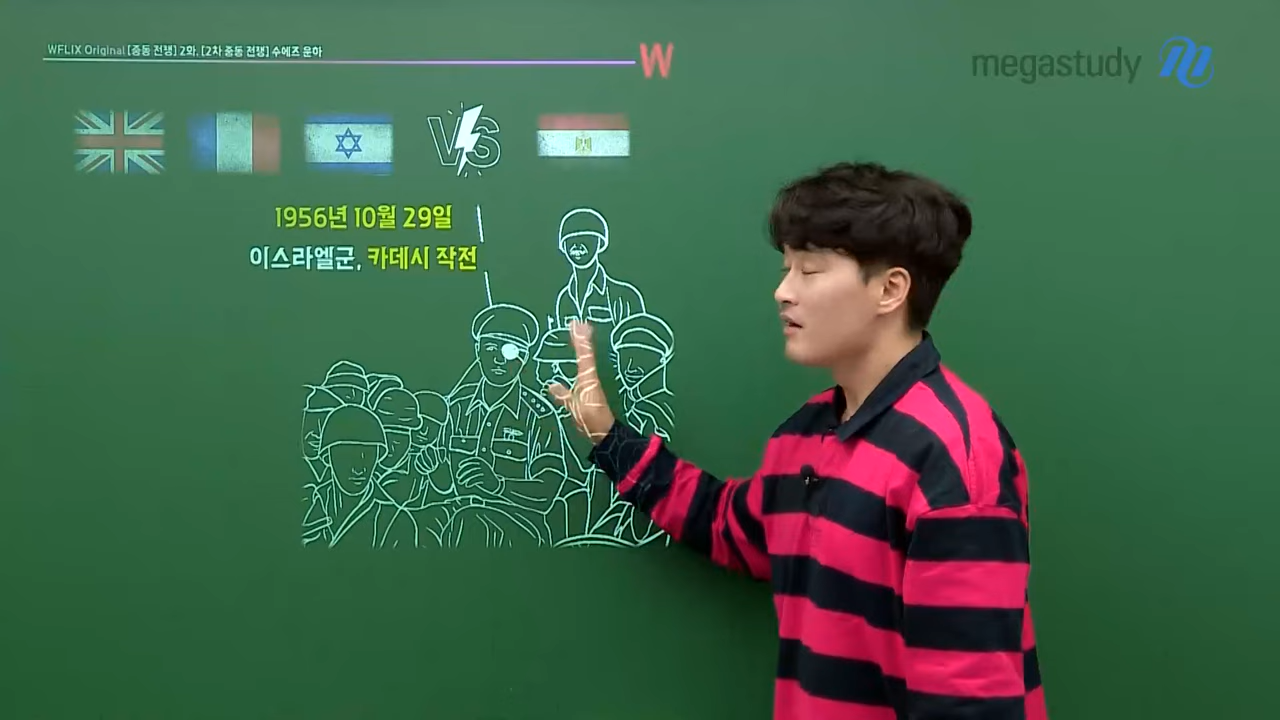 WFLIX Original [중동 전쟁] 2화. [2차 중동 전쟁] 수에즈 운하
W
megastudy
VS
1956년 10월 29일
이스라엘군, 카데시 작전